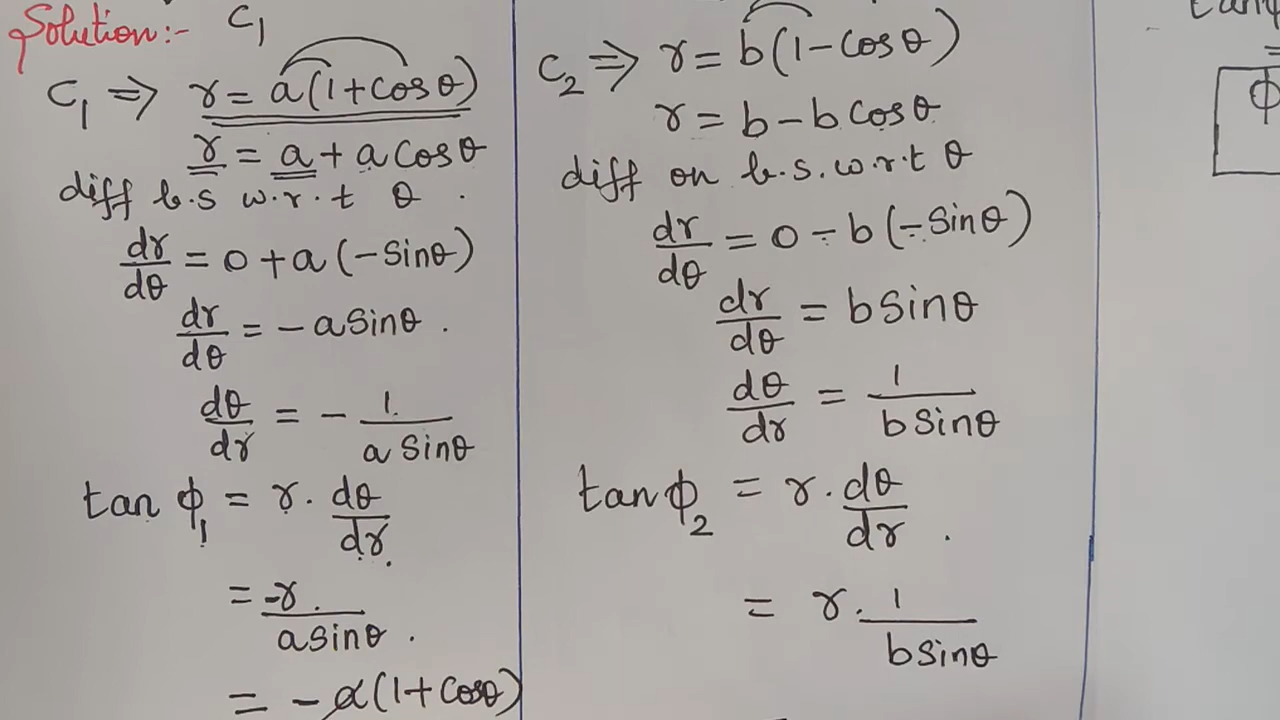 Solution:- C₁
C₁ ⇒ r = a(1+cosθ)
r = a + a cosθ
diff b.s w.r.t θ .
dr/dθ = 0 + a (-sinθ)
dr/dθ = - a sinθ .
dθ/dr = - 1/(a sinθ)
tan ϕ₁ = r . dθ/dr
= -r/(a sinθ) .
= - a(1+cosθ)
C₂ ⇒ r = b(1-cosθ)
r = b - b cosθ
diff on b.s. w.r.t θ
dr/dθ = 0 - b (-sinθ)
dr/dθ = b sinθ
dθ/dr = 1/(b sinθ)
tan ϕ₂ = r . dθ/dr .
= r . 1/(b sinθ)
tanϕ
=
ϕ